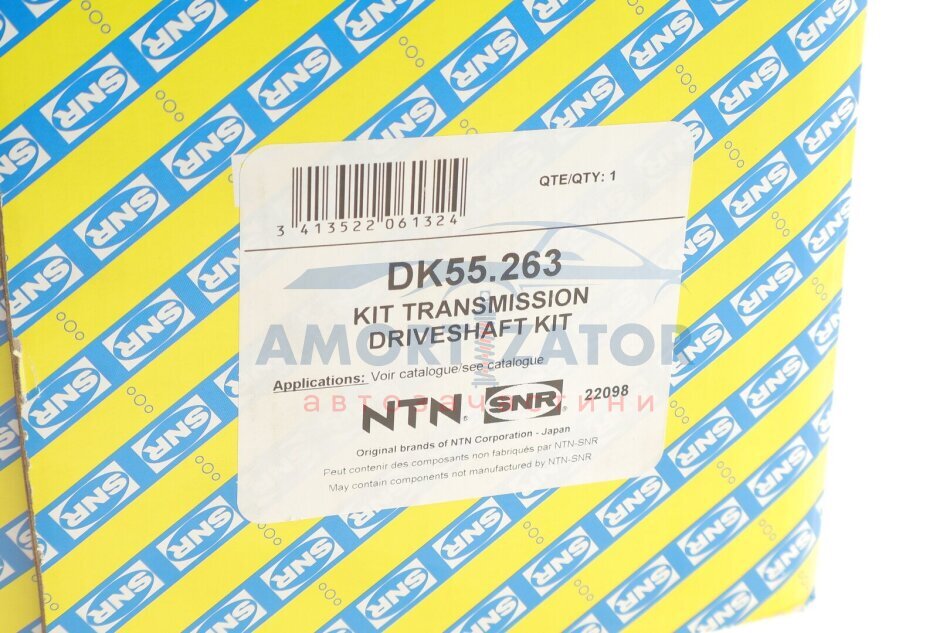 QTE/QTY: 1
3 413522 061324
DK55.263
KIT TRANSMISSION
DRIVESHAFT KIT
AMORTIZATOR
Applications: Voir catalogue/see catalogue
автозапчастини
NTN® SNR® 22098
Original brands of NTN Corporation - Japan
Peut contenir des composants non fabriqués par NTN-SNR
May contain components not manufactured by NTN-SNR
SNR